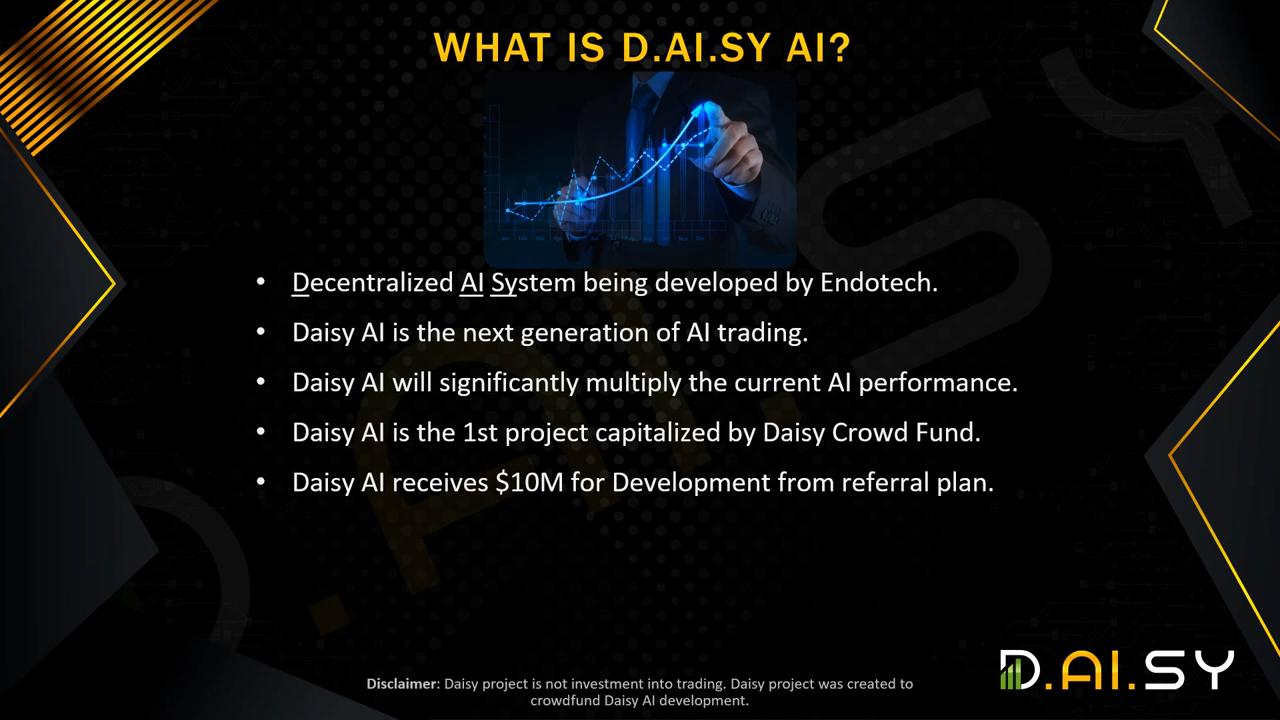 WHAT IS D.AI.SY AI?
• Decentralized AI System being developed by Endotech.
• Daisy AI is the next generation of AI trading.
• Daisy AI will significantly multiply the current AI performance.
• Daisy AI is the 1st project capitalized by Daisy Crowd Fund.
• Daisy AI receives $10M for Development from referral plan.
D.AI.SY
Disclaimer: Daisy project is not investment into trading. Daisy project was created to
crowdfund Daisy AI development.